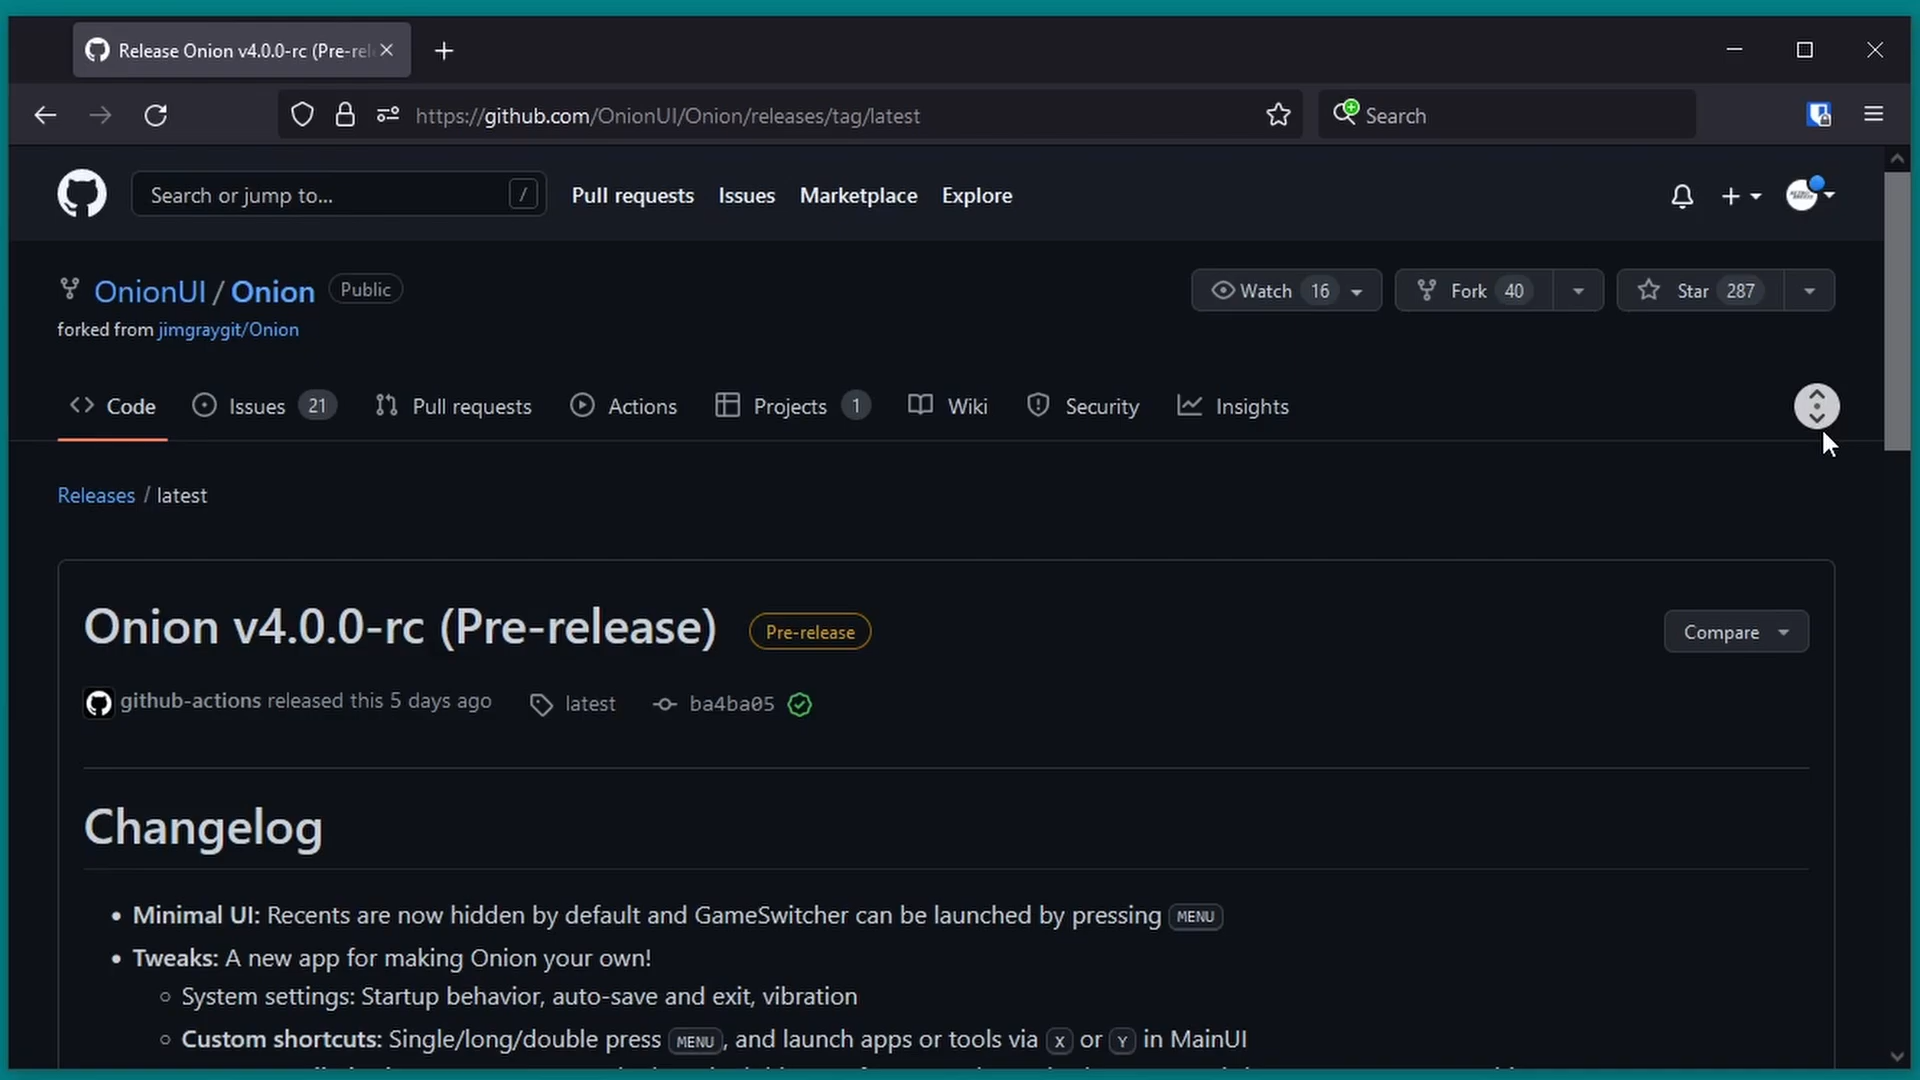 Release Onion v4.0.0-rc (Pre-rel
https://github.com/OnionUI/Onion/releases/tag/latest
Search
Search or jump to...
/
Pull requests
Issues
Marketplace
Explore
OnionUI / Onion
Public
Watch 16
Fork 40
Star 287
forked from jimgraygit/Onion
Code
Issues 21
Pull requests
Actions
Projects 1
Wiki
Security
Insights
Releases / latest
Onion v4.0.0-rc (Pre-release)
Pre-release
Compare
github-actions released this 5 days ago
latest
ba4ba05
Changelog
• Minimal UI: Recents are now hidden by default and GameSwitcher can be launched by pressing MENU
• Tweaks: A new app for making Onion your own!
○ System settings: Startup behavior, auto-save and exit, vibration
○ Custom shortcuts: Single/long/double press MENU, and launch apps or tools via X or Y in MainUI